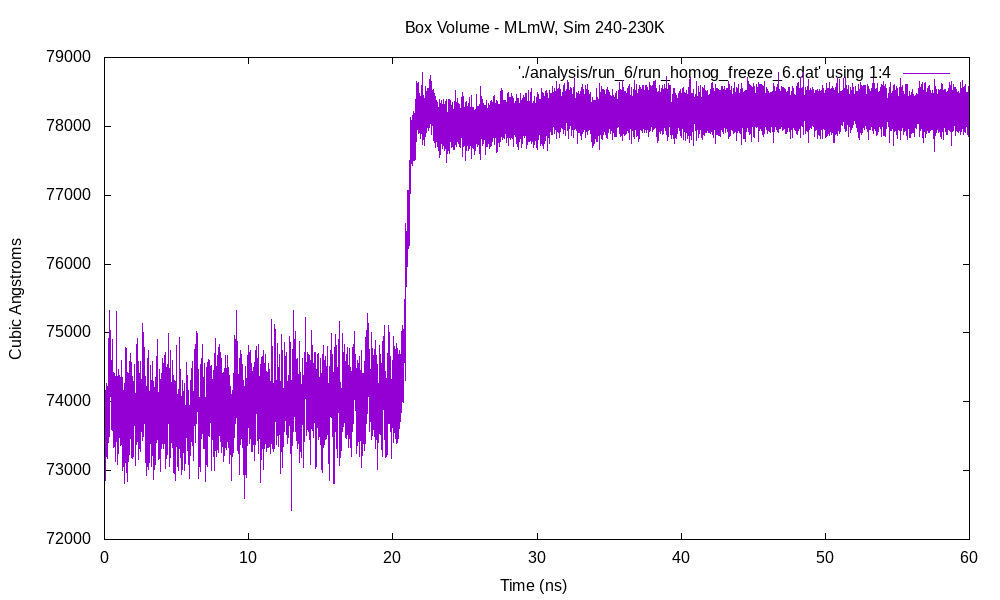 Box Volume - MLmW, Sim 240-230K
'./analysis/run_6/run_homog_freeze_6.dat' using 1:4
79000
78000
77000
76000
75000
74000
73000
72000
Cubic Angstroms
0 10 20 30 40 50 60
Time (ns)